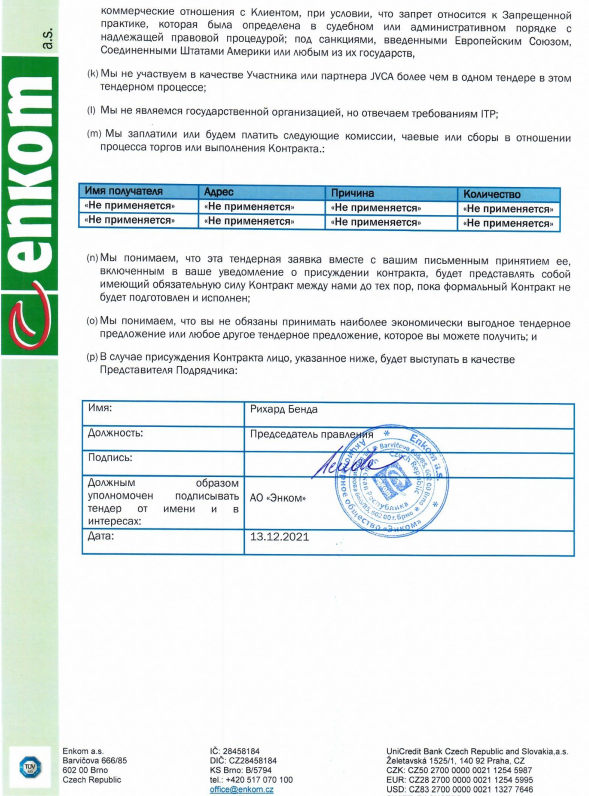 коммерческие отношения с Клиентом, при условии, что запрет относится к Запрещенной
практике, которая была определена в судебном или административном порядке с
надлежащей правовой процедурой; под санкциями, введенными Европейским Союзом,
Соединенными Штатами Америки или любым из их государств,
(k) Мы не участвуем в качестве Участника или партнера JVCA более чем в одном тендере в этом
тендерном процессе;
(l) Мы не являемся государственной организацией, но отвечаем требованиям ITP;
(m) Мы заплатили или будем платить следующие комиссии, чаевые или сборы в отношении
процесса торгов или выполнения Контракта.:
Имя получателя Адрес Причина Количество
«Не применяется» «Не применяется» «Не применяется» «Не применяется»
«Не применяется» «Не применяется» «Не применяется» «Не применяется»
(n) Мы понимаем, что эта тендерная заявка вместе с вашим письменным принятием ее,
включенным в ваше уведомление о присуждении контракта, будет представлять собой
имеющий обязательную силу Контракт между нами до тех пор, пока формальный Контракт не
будет подготовлен и исполнен;
(o) Мы понимаем, что вы не обязаны принимать наиболее экономически выгодное тендерное
предложение или любое другое тендерное предложение, которое вы можете получить; и
(p) В случае присуждения Контракта лицо, указанное ниже, будет выступать в качестве
Представителя Подрядчика:
Имя: Рихард Бенда
Должность: Председатель правления
Подпись:
Должным образом
уполномочен подписывать
тендер от имени и в
интересах:
АО «Энком»
Дата: 13.12.2021
Enkom a.s.
Barvičova 666/85, 602 00 Brno
Czech Republic
Акционерное общество «Энком»
602 00 г. Брно
Чешская Республика
enkom a.s.
TÜV
Enkom a.s.
Barvičova 666/85
602 00 Brno
Czech Republic
IČ: 28458184
DIČ: CZ28458184
KS Brno: B/5794
tel.: +420 517 070 100
office@enkom.cz
UniCredit Bank Czech Republic and Slovakia,a.s.
Želetavská 1525/1, 140 92 Praha, CZ
CZK: CZ50 2700 0000 0021 1254 5987
EUR: CZ28 2700 0000 0021 1254 5995
USD: CZ83 2700 0000 0021 1327 7646